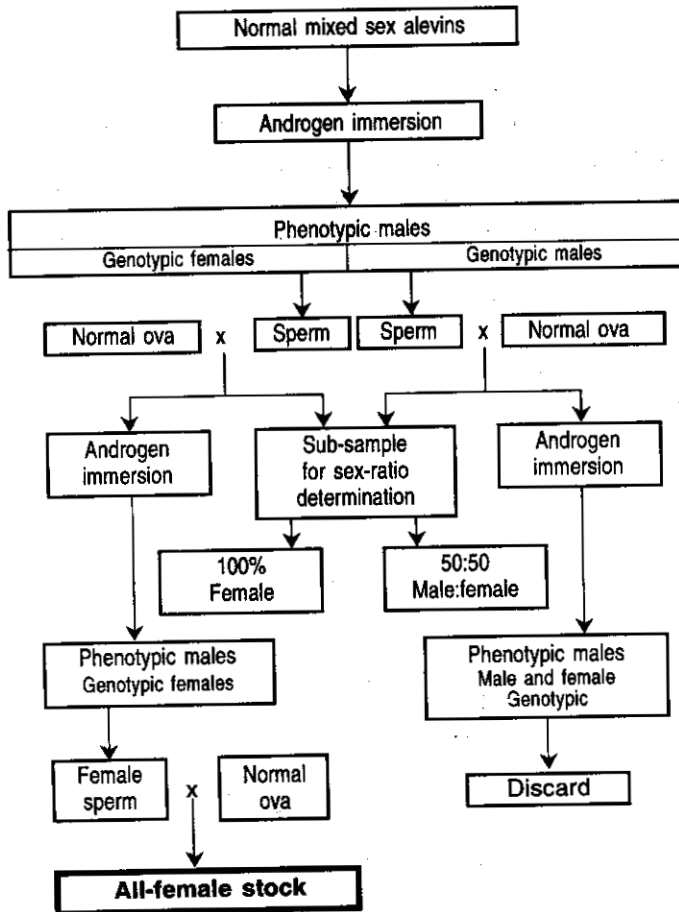 Normal mixed sex alevins
Androgen immersion
Phenotypic males
Genotypic females
Genotypic males
Normal ova
x
Sperm
Sperm
x
Normal ova
Androgen
immersion
Sub-sample
for sex-ratio
determination
Androgen
immersion
100%
Female
50:50
Male:female
Phenotypic males
Genotypic females
Phenotypic males
Male and female
Genotypic
Female
sperm
x
Normal
ova
Discard
All-female stock